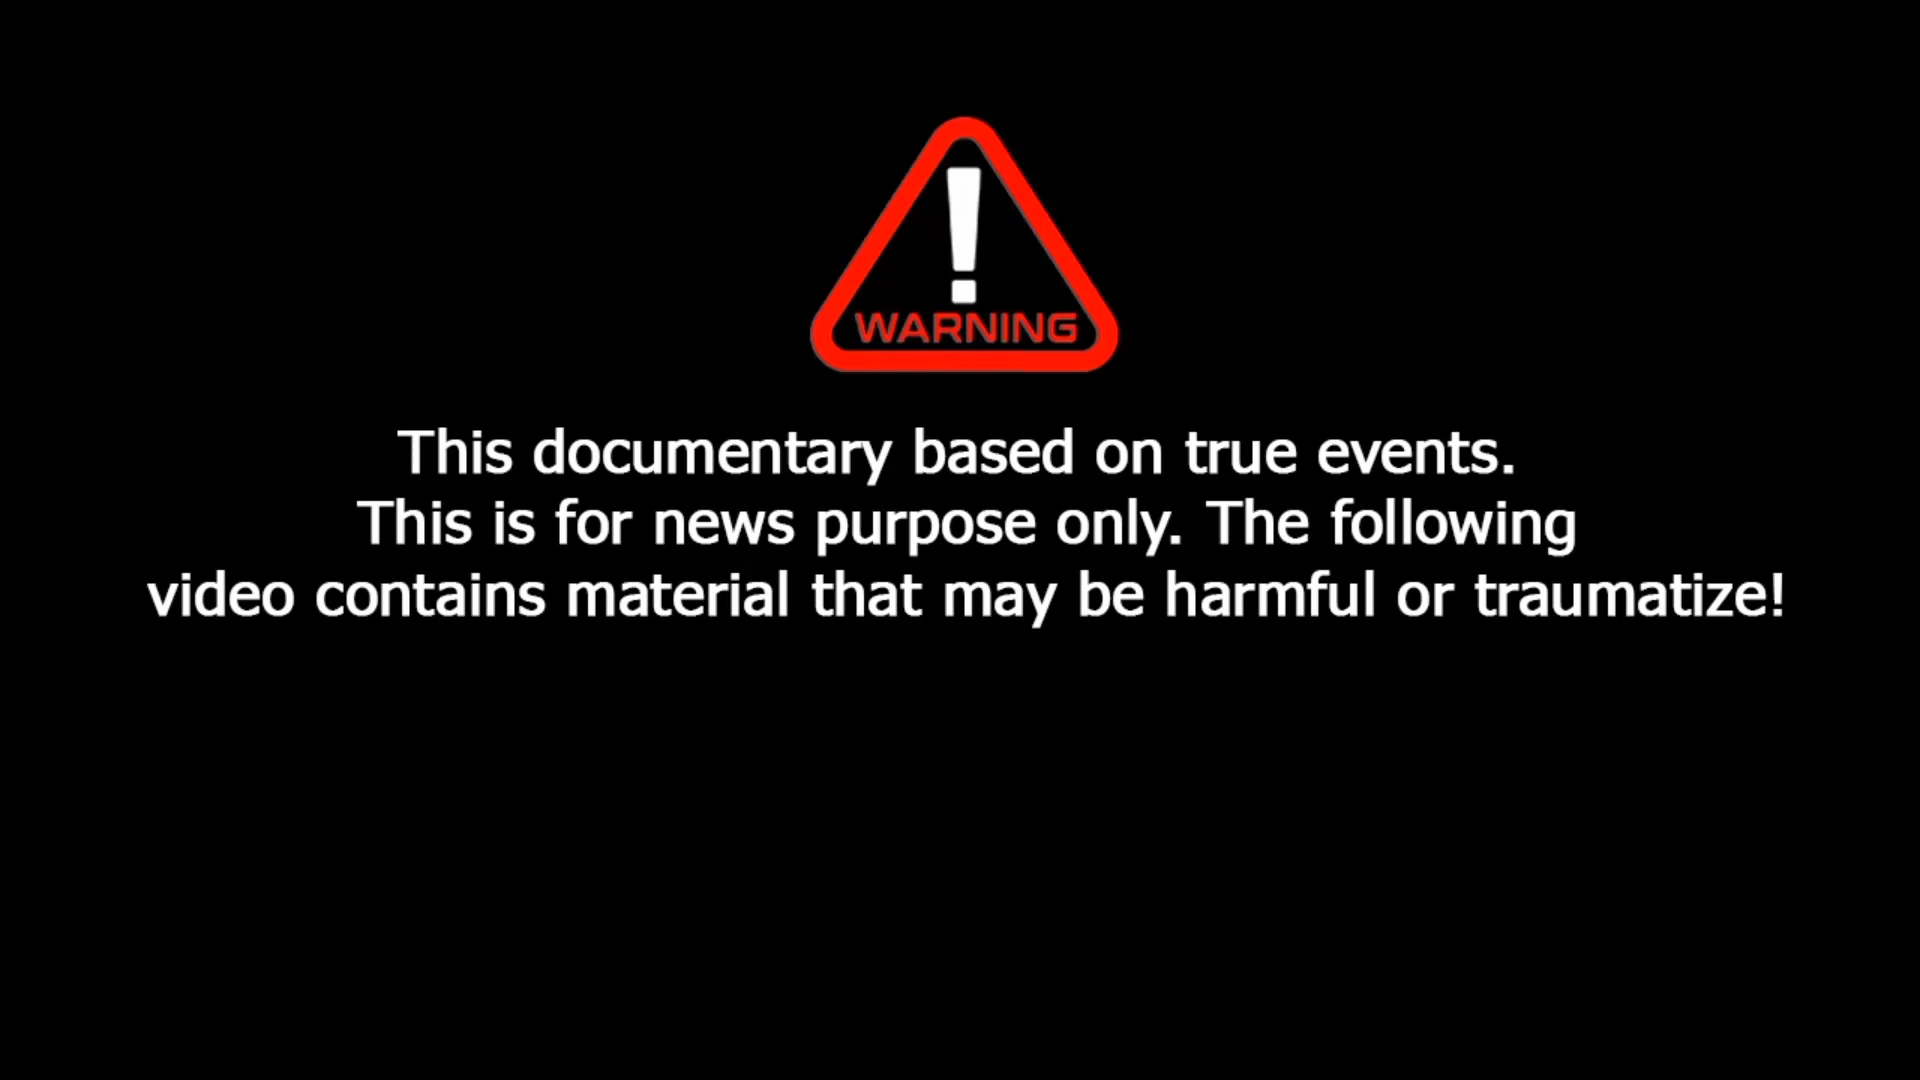 WARNING
This documentary based on true events.
This is for news purpose only. The following
video contains material that may be harmful or traumatize!